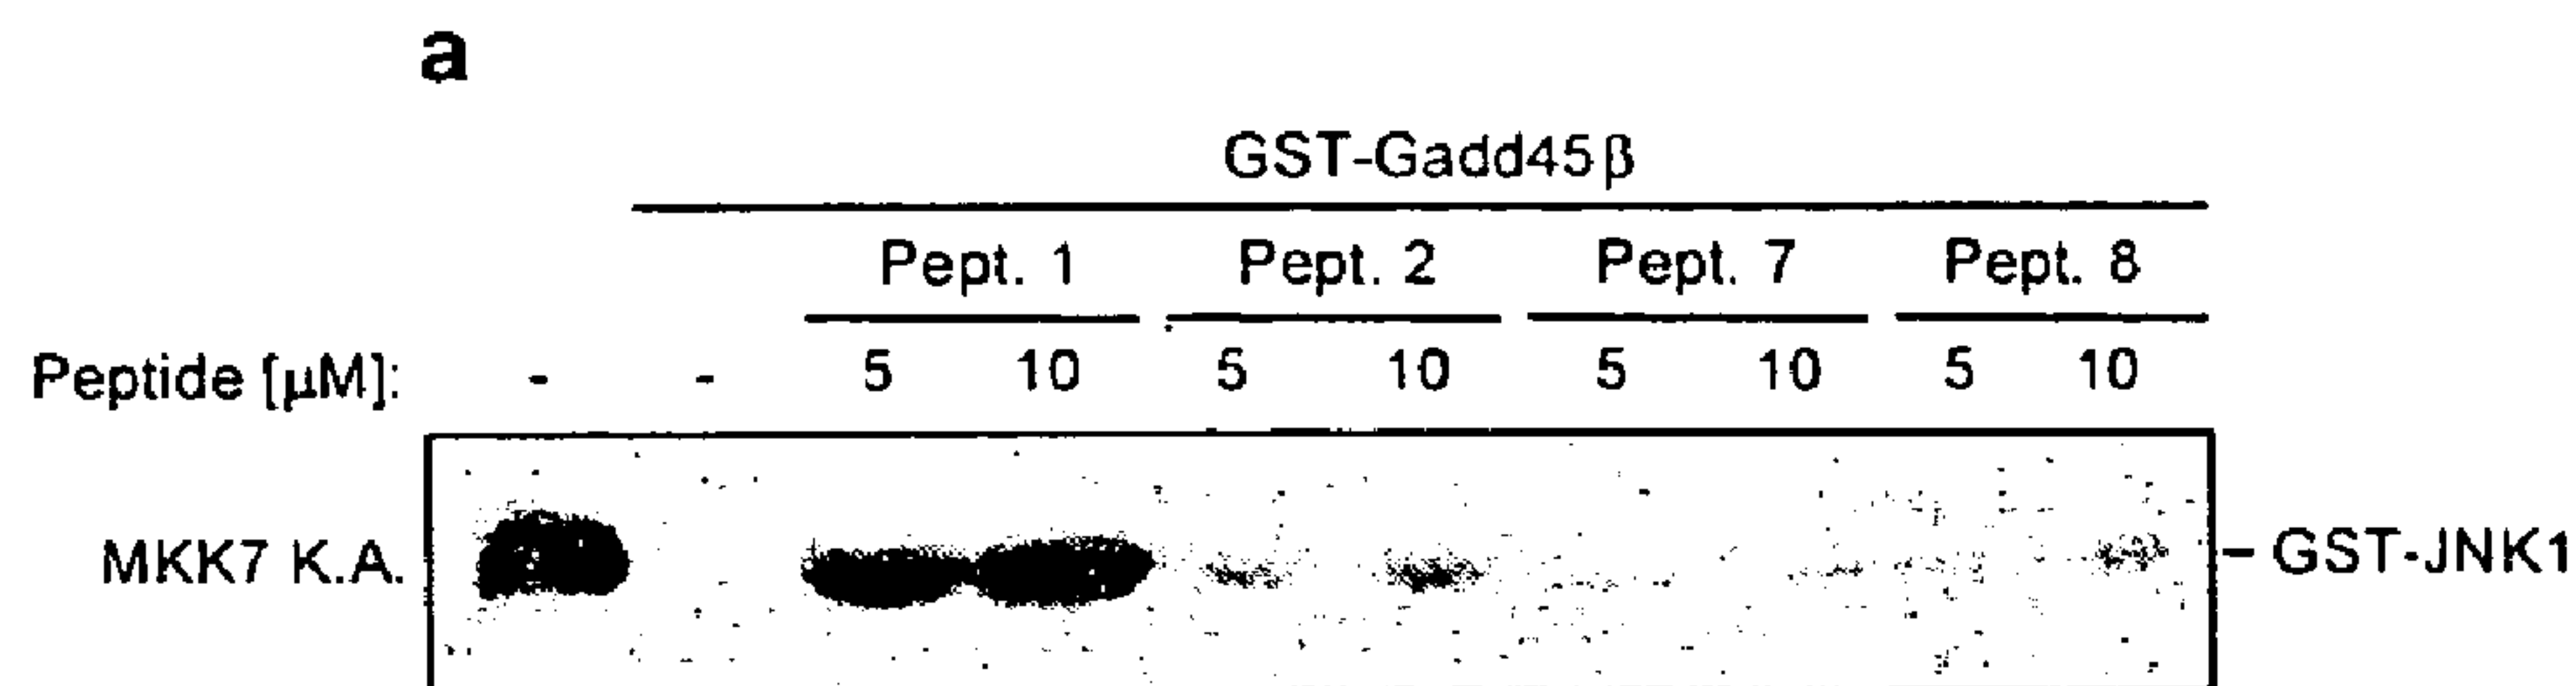 a
GST-Gadd45β
Pept. 1 Pept. 2 Pept. 7 Pept. 8
Peptide [μM]: - - 5 10 5 10 5 10 5 10
MKK7 K.A. - GST-JNK1